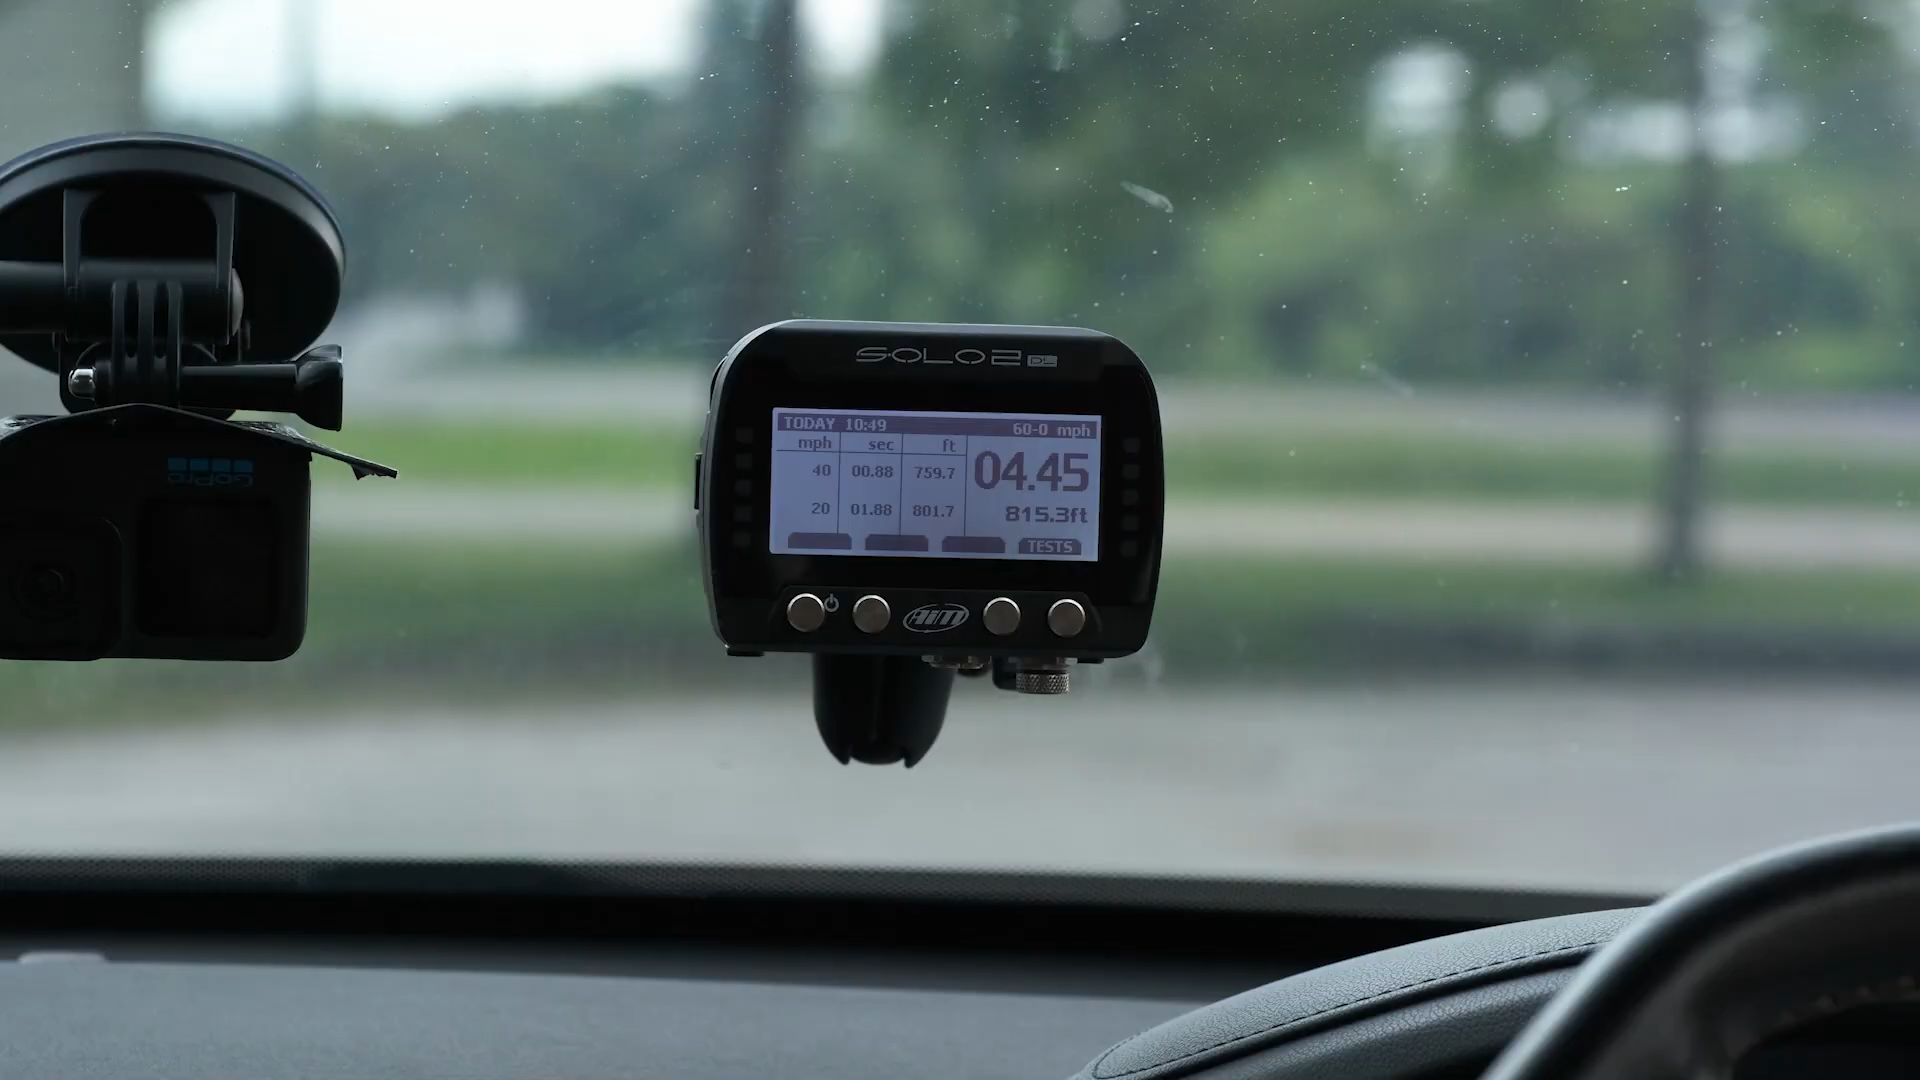 SOLO2 DL
TODAY 10:49 60-0 mph
mph sec ft
40 00.88 759.7
04.45
20 01.88 801.7
815.3ft
TESTS
AiM
GoPro